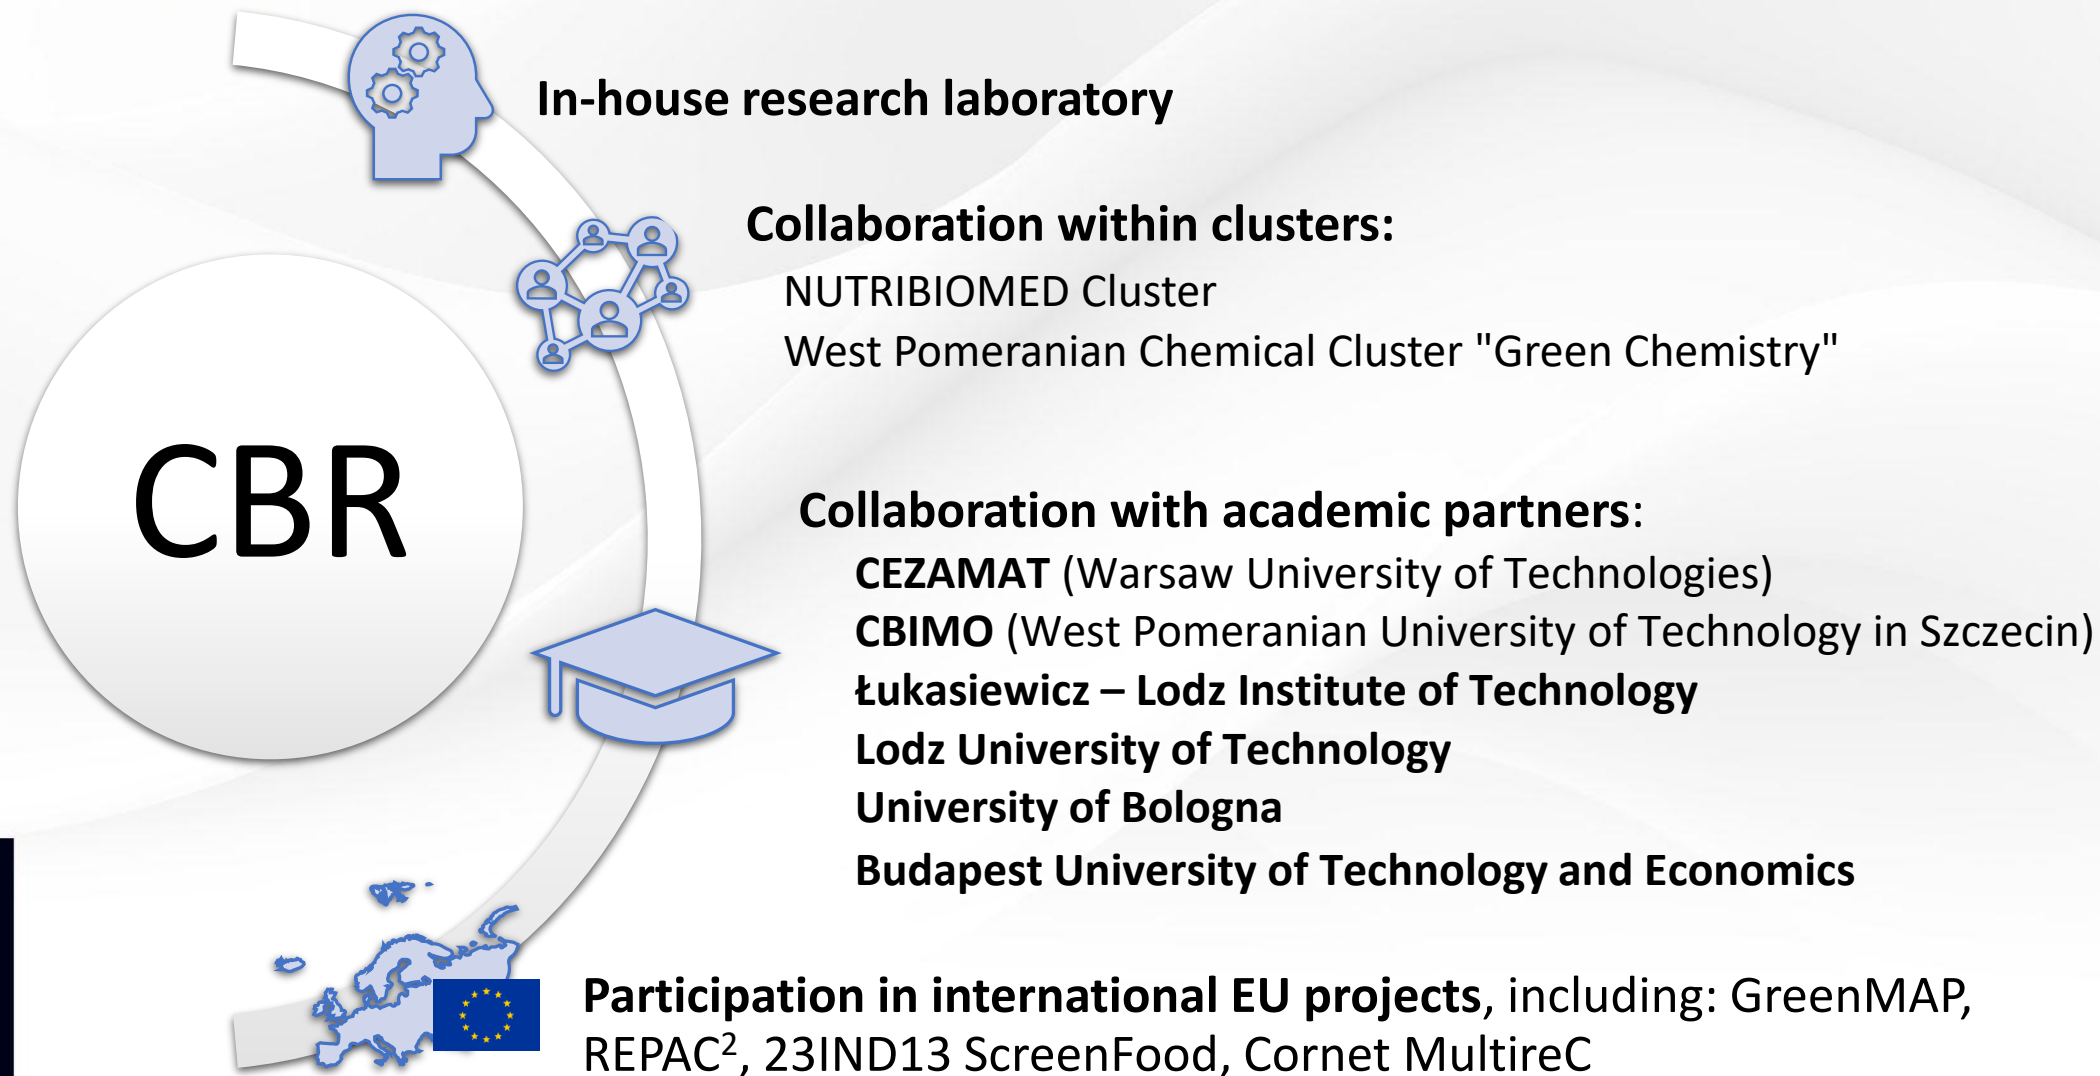 In-house research laboratory
Collaboration within clusters:
NUTRIBIOMED Cluster
West Pomeranian Chemical Cluster "Green Chemistry"
CBR
Collaboration with academic partners:
CEZAMAT (Warsaw University of Technologies)
CBIMO (West Pomeranian University of Technology in Szczecin)
Łukasiewicz – Lodz Institute of Technology
Lodz University of Technology
University of Bologna
Budapest University of Technology and Economics
Participation in international EU projects, including: GreenMAP,
REPAC², 23IND13 ScreenFood, Cornet MultireC